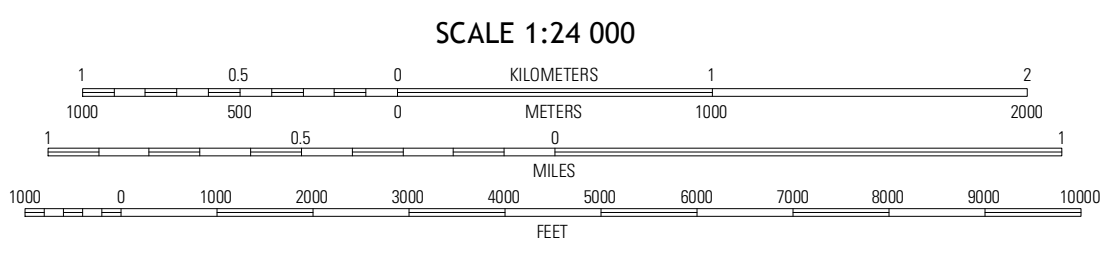 SCALE 1:24 000
1 0.5 0 KILOMETERS 1 2
1000 500 0 METERS 1000 2000
1 0.5 0 1
MILES
1000 0 1000 2000 3000 4000 5000 6000 7000 8000 9000 10000
FEET